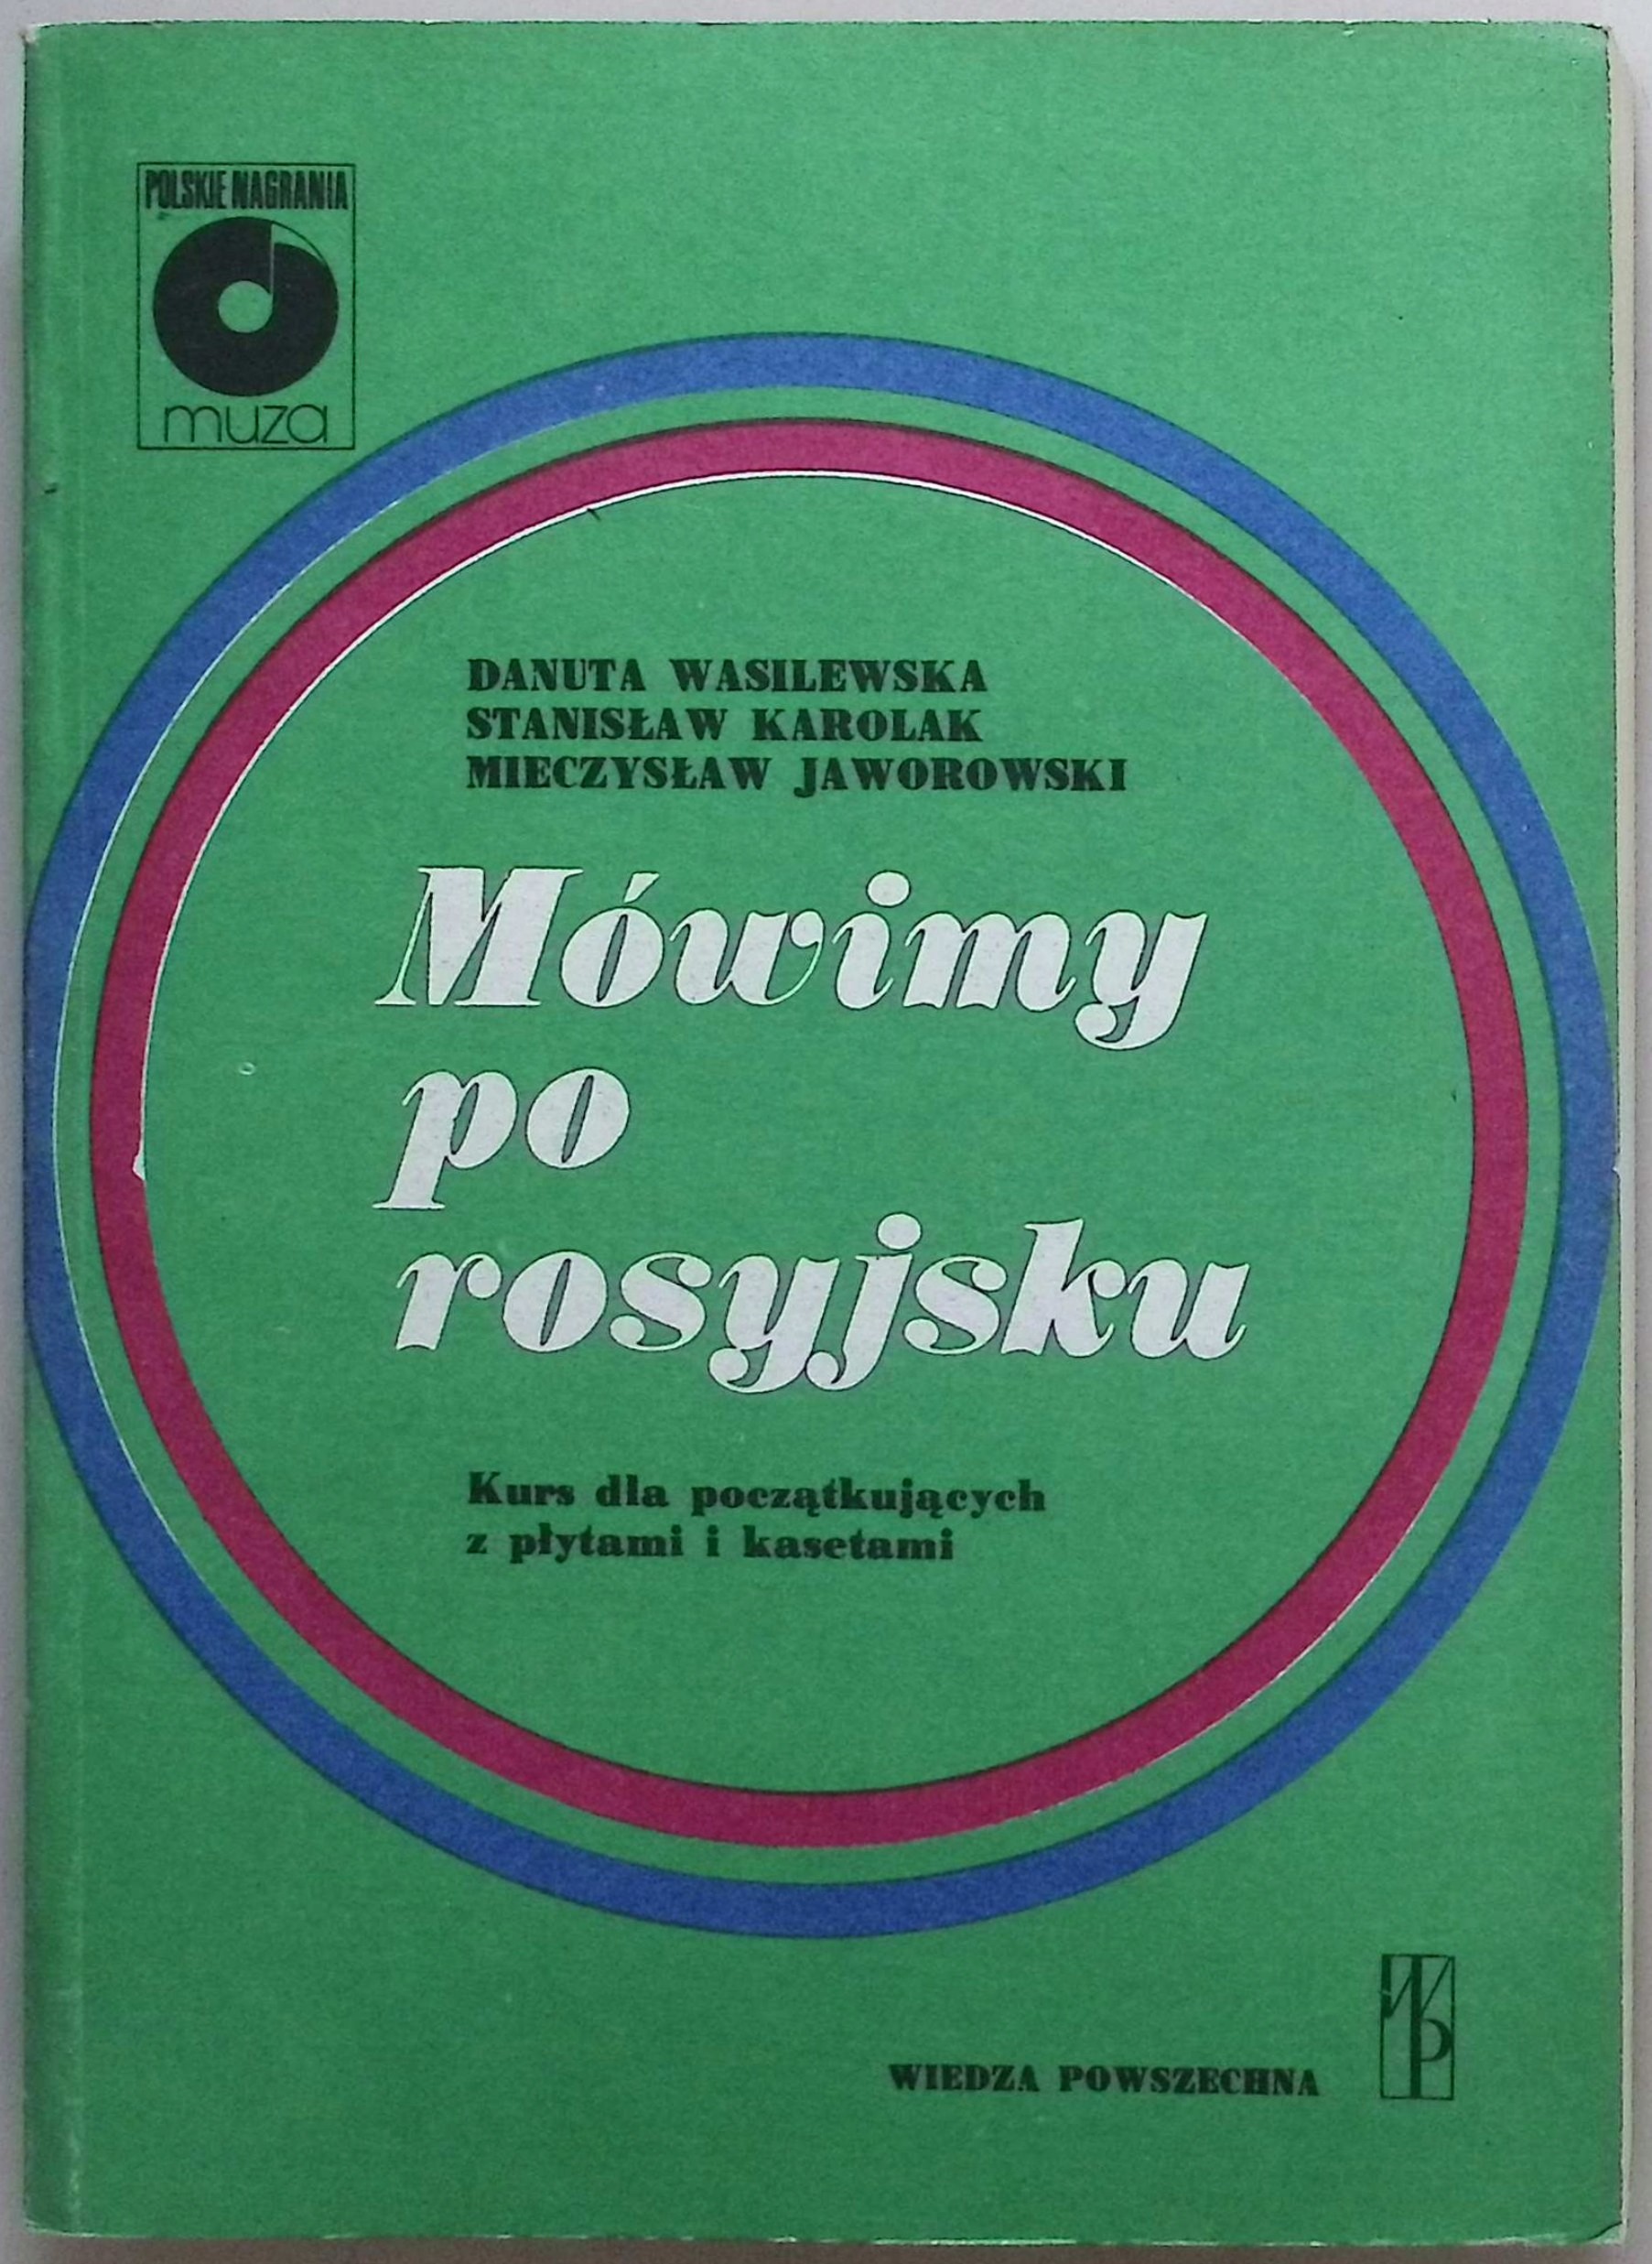 POLSKIE NAGRANIA
muza
DANUTA WASILEWSKA
STANISŁAW KAROLAK
MIECZYSŁAW JAWOROWSKI
Mówimy
po
rosyjsku
Kurs dla początkujących
z płytami i kasetami
WIEDZA POWSZECHNA
WP